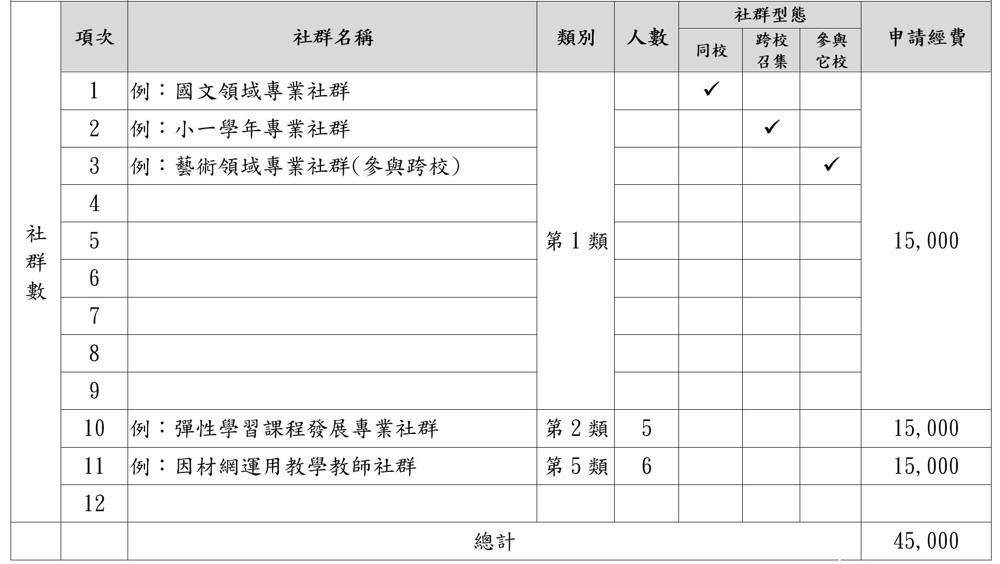 社群型態
項次 社群名稱 類別 人數 申請經費
同校 跨校召集 參與它校
1 例：國文領域專業社群 ✓
2 例：小一學年專業社群 ✓
3 例：藝術領域專業社群(參與跨校) ✓
4
社群數
5 第1類 15,000
6
7
8
9
10 例：彈性學習課程發展專業社群 第2類 5 15,000
11 例：因材網運用教學教師社群 第5類 6 15,000
12
總計 45,000